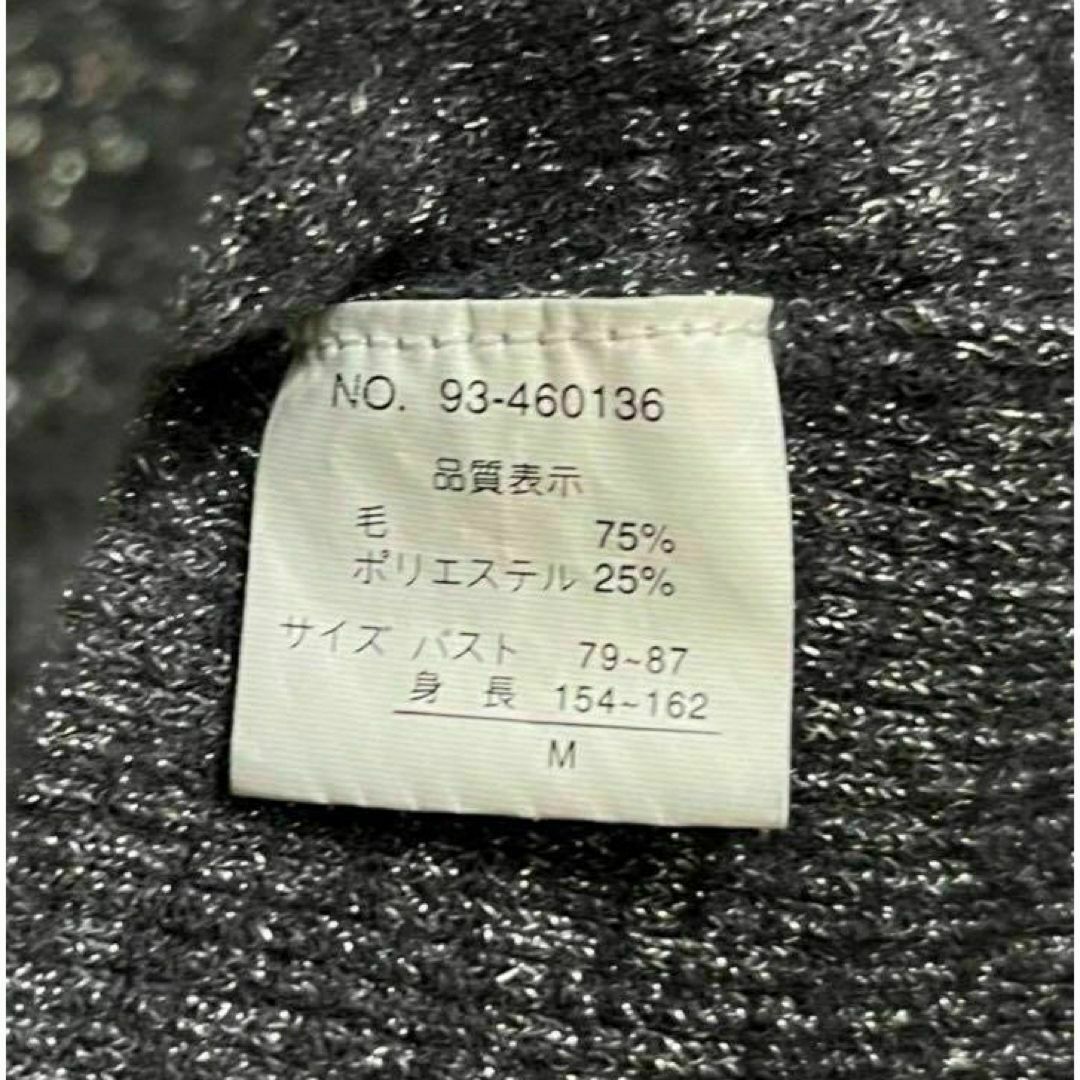 NO. 93-460136
品質表示
毛 75%
ポリエステル 25%
サイズ バスト 79~87
身 長 154~162
M